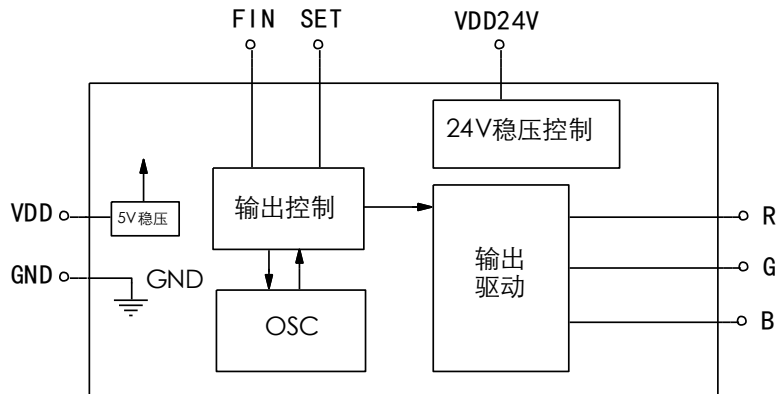 FIN SET VDD24V
24V稳压控制
VDD
5V稳压
输出控制
R
GND
GND
输出
驱动
G
OSC
B